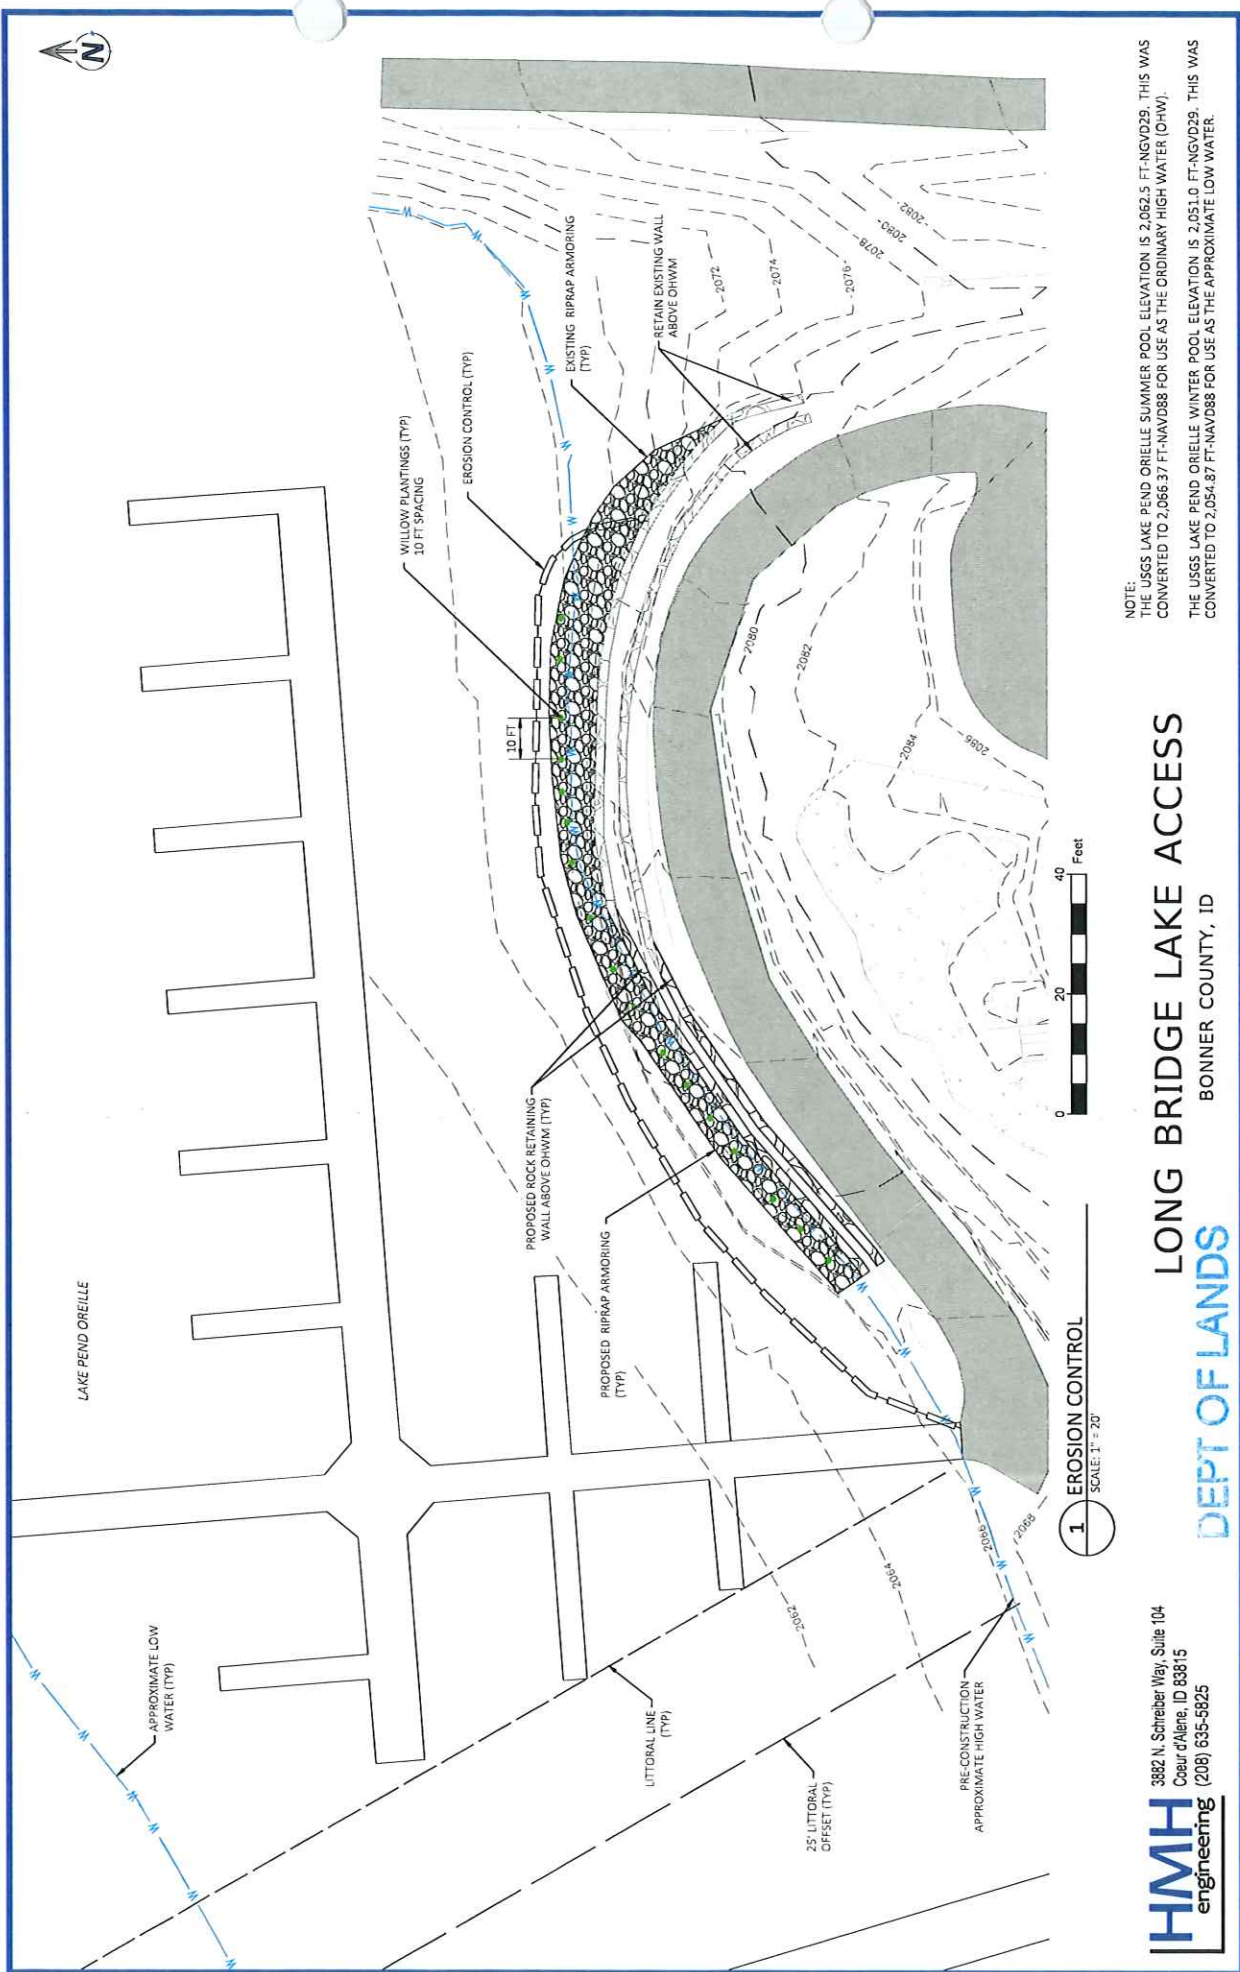 N
LAKE PEND OREILLE
APPROXIMATE LOW
WATER (TYP)
W
W
W
W
W
W
W
LITTORAL LINE
(TYP)
25' LITTORAL
OFFSET (TYP)
PRE-CONSTRUCTION
APPROXIMATE HIGH WATER
2062
2064
2066
2068
W
W
W
W
W
W
PROPOSED RIPRAP ARMORING
(TYP)
PROPOSED ROCK RETAINING
WALL ABOVE OHWM (TYP)
10 FT
WILLOW PLANTINGS (TYP)
10 FT SPACING
EROSION CONTROL (TYP)
EXISTING RIPRAP ARMORING
(TYP)
RETAIN EXISTING WALL
ABOVE OHWM
W
W
W
W
W
W
2072
2074
2076
2078
2080
2082
2080
2082
2084
2086
1
EROSION CONTROL
SCALE: 1" = 20'
0
20
40
Feet
NOTE:
THE USGS LAKE PEND ORIELLE SUMMER POOL ELEVATION IS 2,062.5 FT-NGVD29. THIS WAS
CONVERTED TO 2,066.37 FT-NAVD88 FOR USE AS THE ORDINARY HIGH WATER (OHW).
THE USGS LAKE PEND ORIELLE WINTER POOL ELEVATION IS 2,051.0 FT-NGVD29. THIS WAS
CONVERTED TO 2,054.87 FT-NAVD88 FOR USE AS THE APPROXIMATE LOW WATER.
HMH
engineering
3882 N. Schreiber Way, Suite 104
Coeur d'Alene, ID 83815
(208) 635-5825
LONG BRIDGE LAKE ACCESS
BONNER COUNTY, ID
DEPT OF LANDS